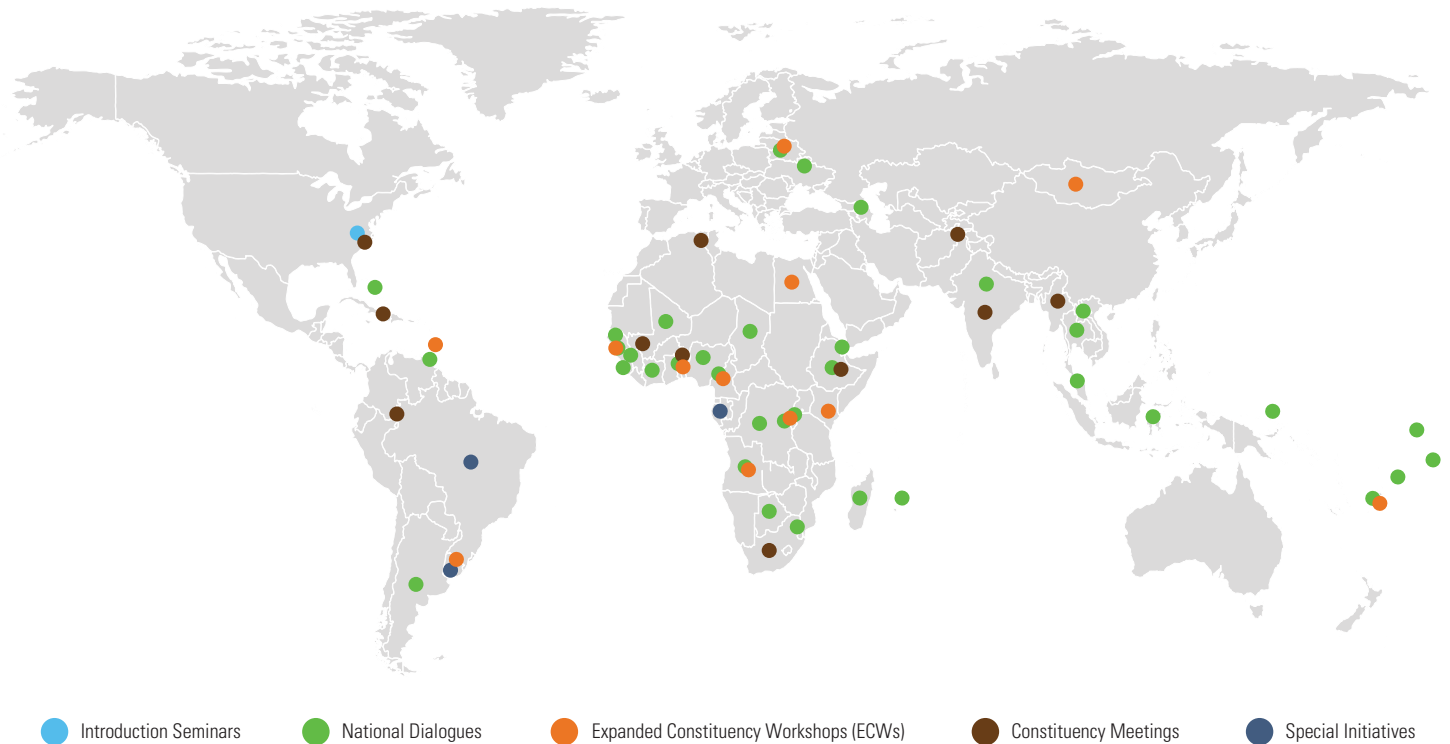 Introduction Seminars
National Dialogues
Expanded Constituency Workshops (ECWs)
Constituency Meetings
Special Initiatives